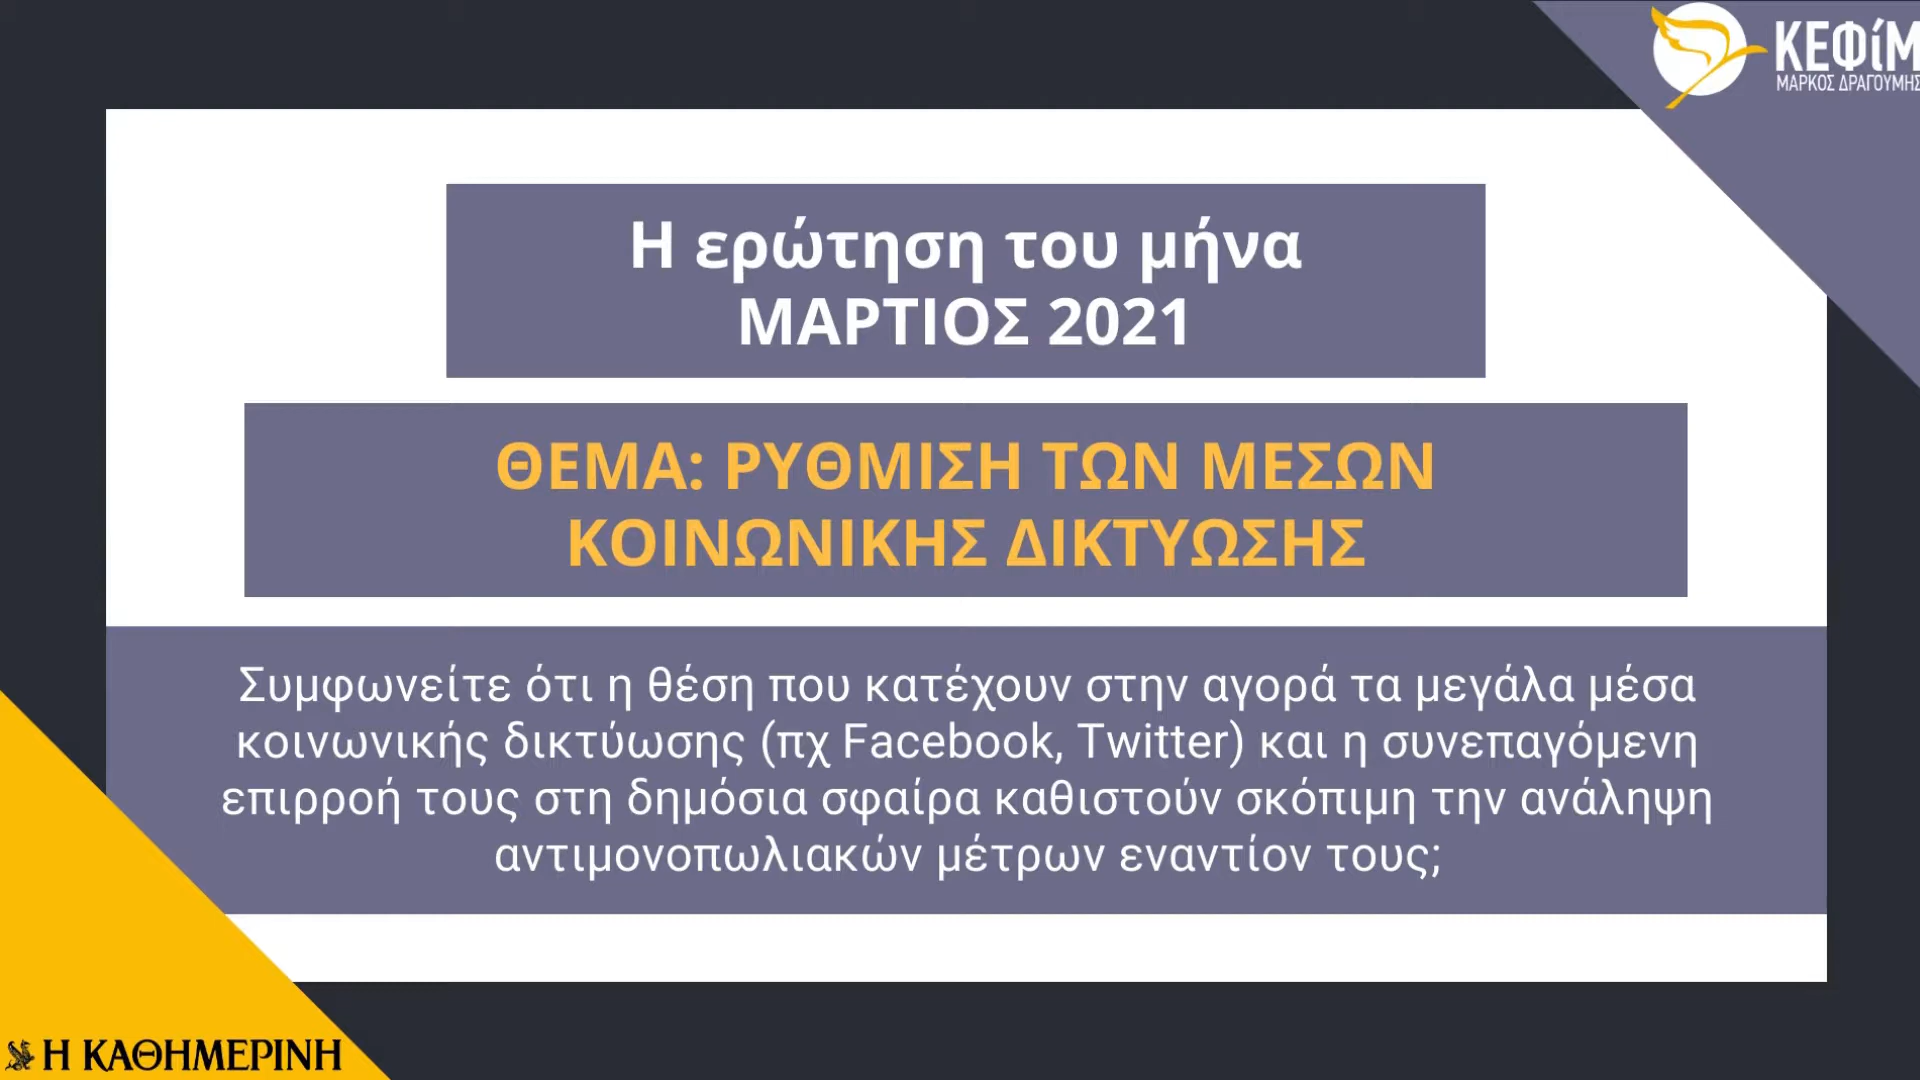 ΚΕΦίΜ
ΜΑΡΚΟΣ ΔΡΑΓΟΥΜΗΣ
Η ερώτηση του μήνα
ΜΑΡΤΙΟΣ 2021
ΘΕΜΑ: ΡΥΘΜΙΣΗ ΤΩΝ ΜΕΣΩΝ
ΚΟΙΝΩΝΙΚΗΣ ΔΙΚΤΥΩΣΗΣ
Συμφωνείτε ότι η θέση που κατέχουν στην αγορά τα μεγάλα μέσα
κοινωνικής δικτύωσης (πχ Facebook, Twitter) και η συνεπαγόμενη
επιρροή τους στη δημόσια σφαίρα καθιστούν σκόπιμη την ανάληψη
αντιμονοπωλιακών μέτρων εναντίον τους;
Η ΚΑΘΗΜΕΡΙΝΗ